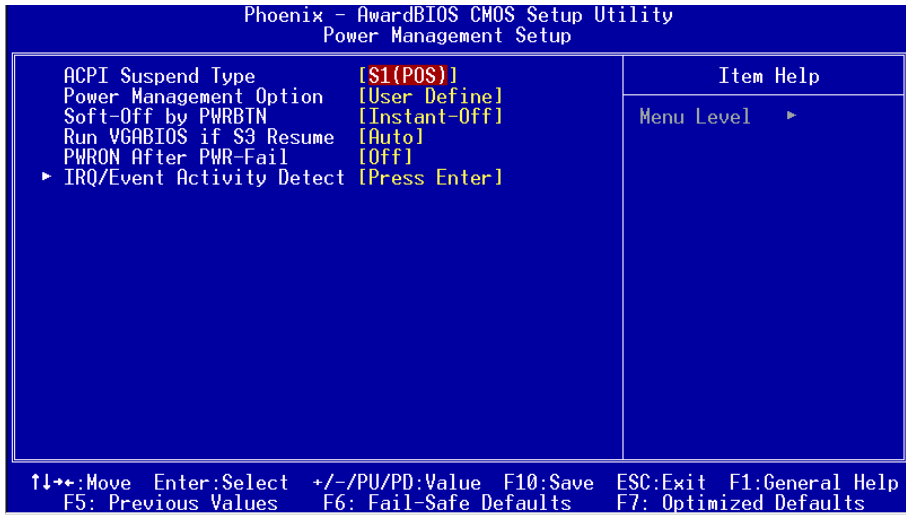 Phoenix - AwardBIOS CMOS Setup Utility
Power Management Setup
ACPI Suspend Type [S1(POS)]
Power Management Option [User Define]
Soft-Off by PWRBTN [Instant-Off]
Run VGABIOS if S3 Resume [Auto]
PWRON After PWR-Fail [Off]
► IRQ/Event Activity Detect [Press Enter]
Item Help
Menu Level ►
↑↓→←:Move Enter:Select +/-/PU/PD:Value F10:Save ESC:Exit F1:General Help
F5: Previous Values F6: Fail-Safe Defaults F7: Optimized Defaults